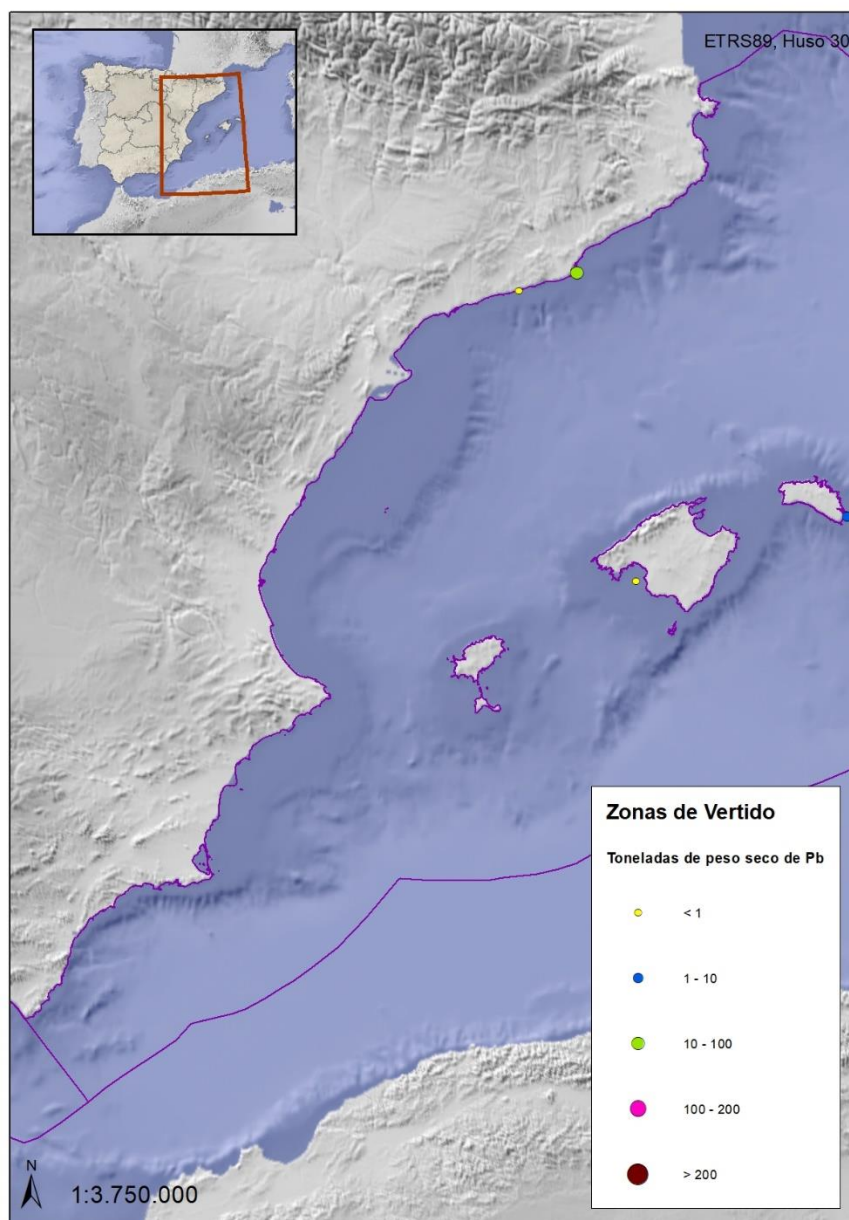 ETRS89, Huso 30
Zonas de Vertido
Toneladas de peso seco de Pb
< 1
1 - 10
10 - 100
100 - 200
> 200
N
1:3.750.000